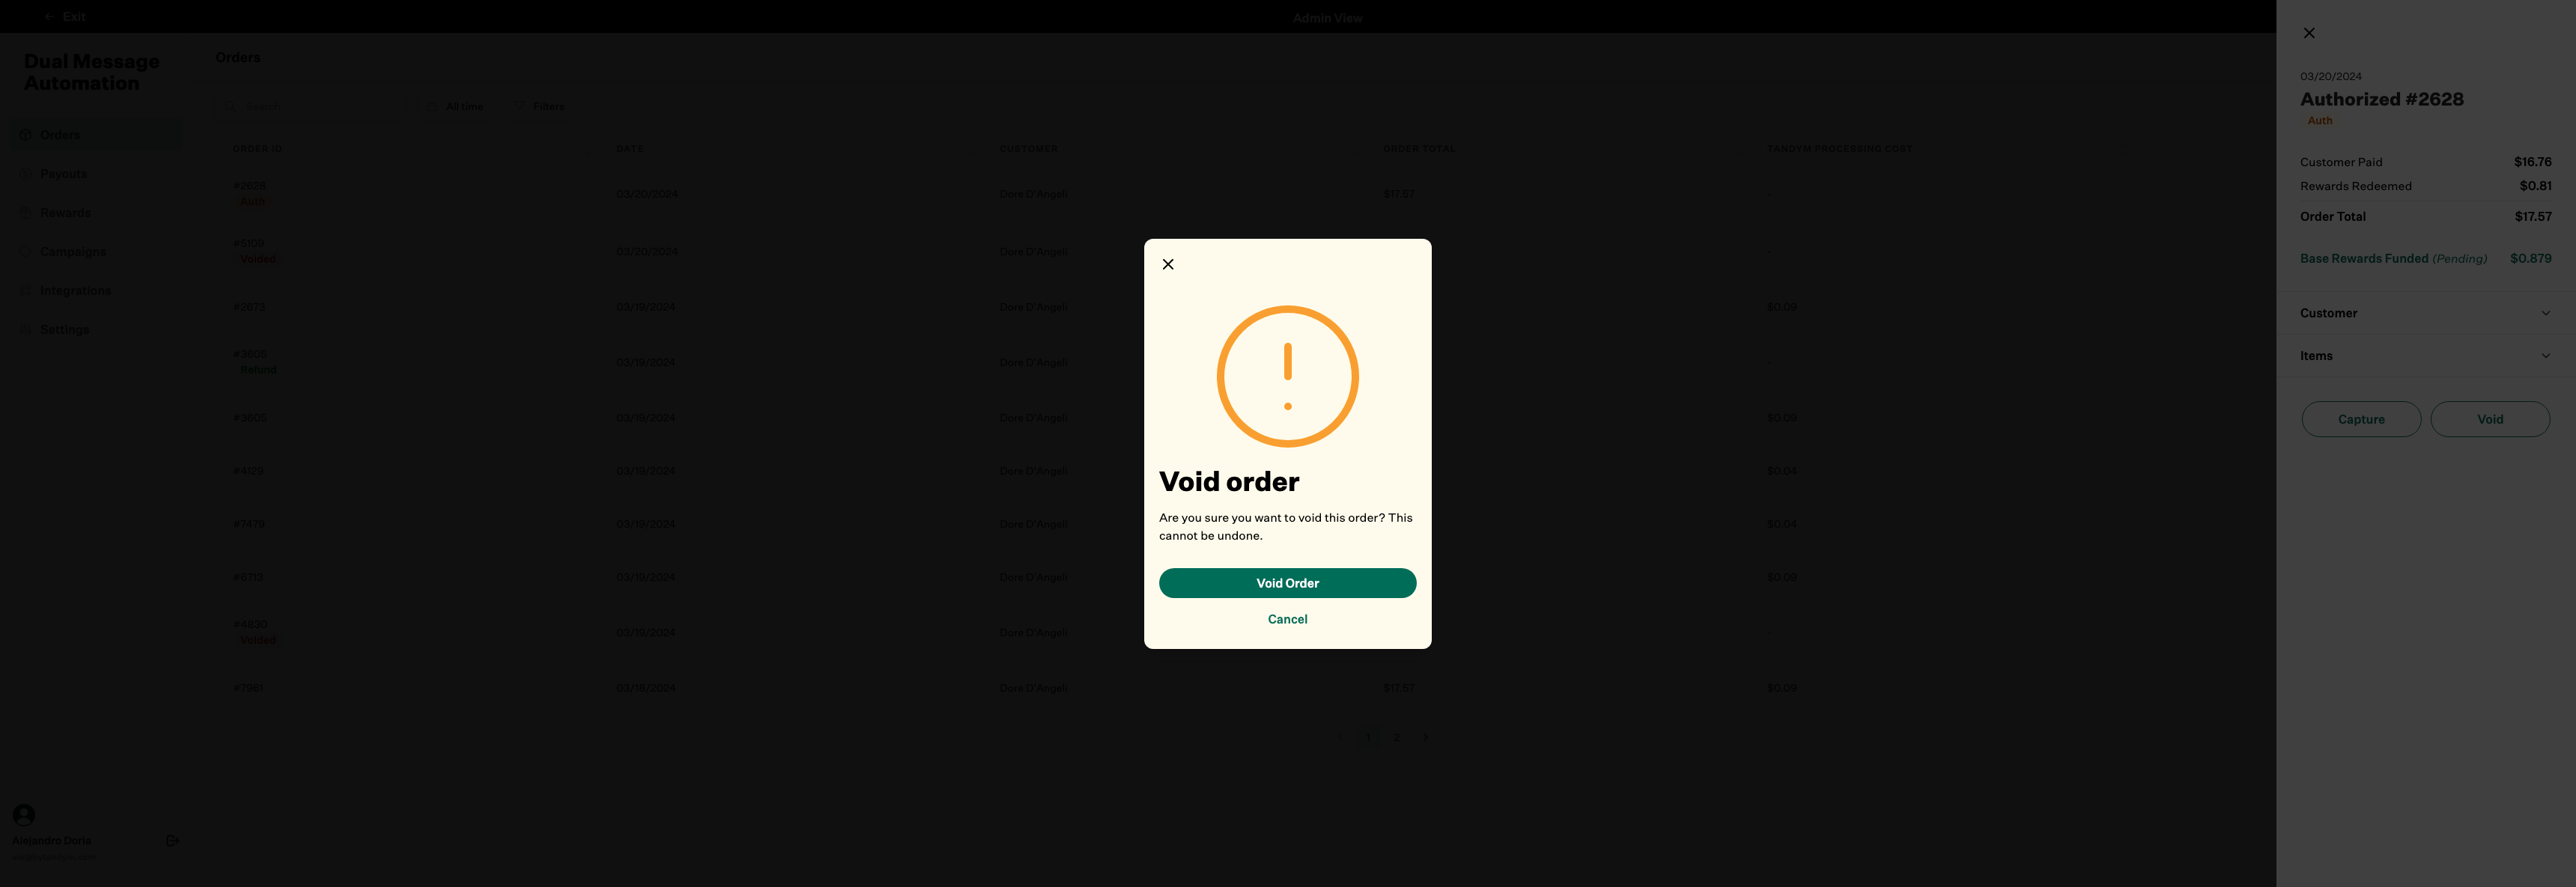 Exit
Admin View
Dual Message
Automation
Orders
Payouts
Rewards
Campaigns
Integrations
Settings
Alejandro Doria
Orders
Search
All time
Filters
ORDER ID DATE CUSTOMER ORDER TOTAL TANDYM PROCESSING COST
#2628 03/20/2024 Dore D'Angeli $17.57 -
Auth
#5109 03/20/2024 Dore D'Angeli -
Voided
#2673 03/19/2024 Dore D'Angeli $0.09
#3605 03/19/2024 Dore D'Angeli -
Refund
#3605 03/19/2024 Dore D'Angeli $0.09
#4129 03/19/2024 Dore D'Angeli $0.04
#7479 03/19/2024 Dore D'Angeli $0.04
03/19/2024 Dore D'Angeli $0.09
03/19/2024 Dore D'Angeli -
Voided
#7961 03/18/2024 Dore D'Angeli $17.57 $0.09
1 2
Void order
Are you sure you want to void this order? This
cannot be undone.
Void Order
Cancel
03/20/2024
Authorized #2628
Auth
Customer Paid $16.76
Rewards Redeemed $0.81
Order Total $17.57
Base Rewards Funded (Pending) $0.879
Customer
Items
Capture Void